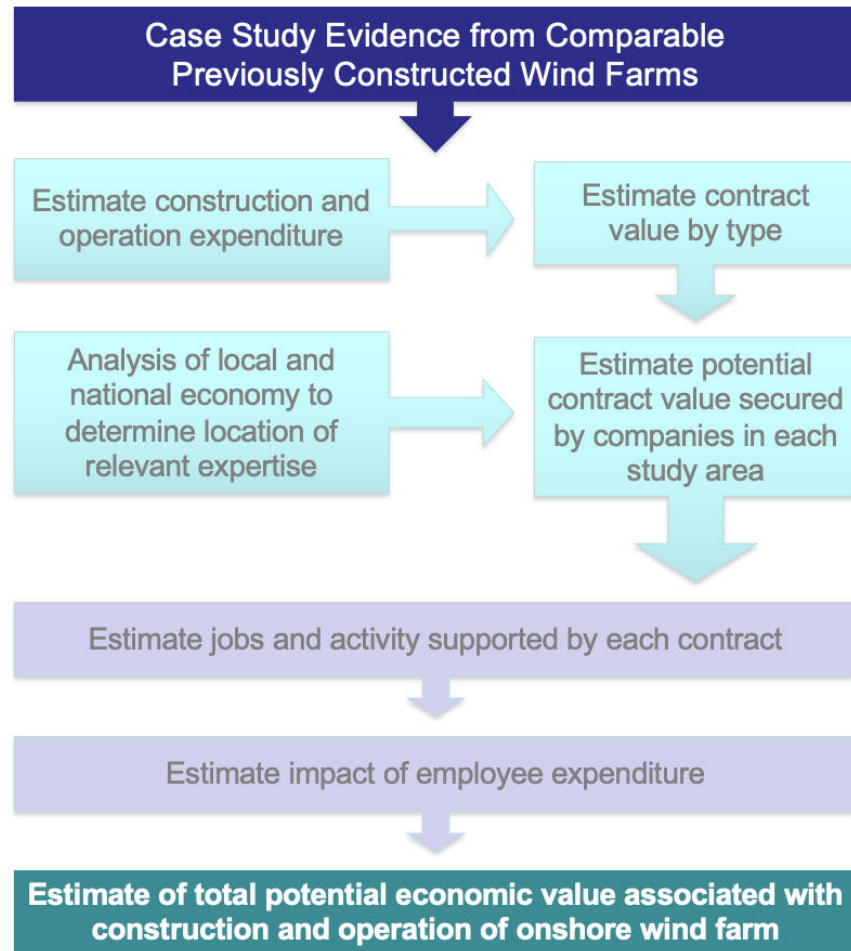 Case Study Evidence from Comparable
Previously Constructed Wind Farms
Estimate construction and
operation expenditure
Estimate contract
value by type
Analysis of local and
national economy to
determine location of
relevant expertise
Estimate potential
contract value secured
by companies in each
study area
Estimate jobs and activity supported by each contract
Estimate impact of employee expenditure
Estimate of total potential economic value associated with
construction and operation of onshore wind farm